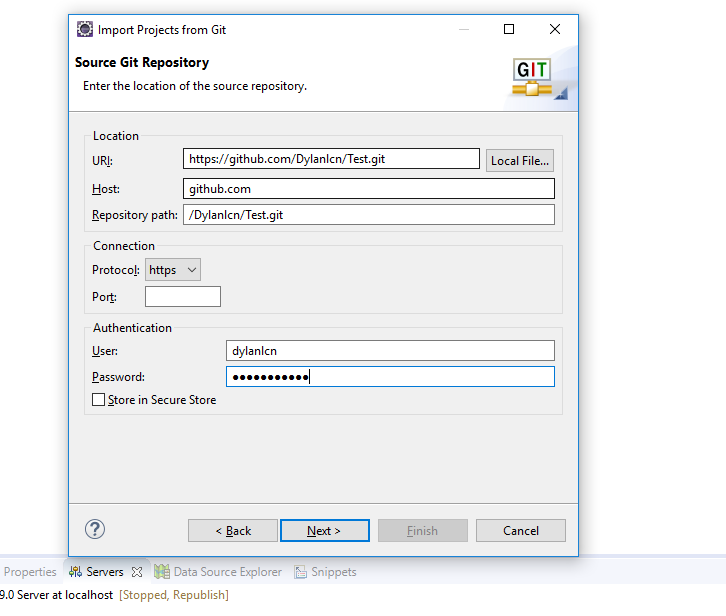 Import Projects from Git
Source Git Repository
Enter the location of the source repository.
GIT
Location
URI:
https://github.com/Dylanlcn/Test.git
Local File...
Host:
github.com
Repository path:
/Dylanlcn/Test.git
Connection
Protocol:
https
Port:
Authentication
User:
dylanlcn
Password:
●●●●●●●●●●●
Store in Secure Store
?
< Back
Next >
Finish
Cancel
Properties
Servers
Data Source Explorer
Snippets
9.0 Server at localhost [Stopped, Republish]